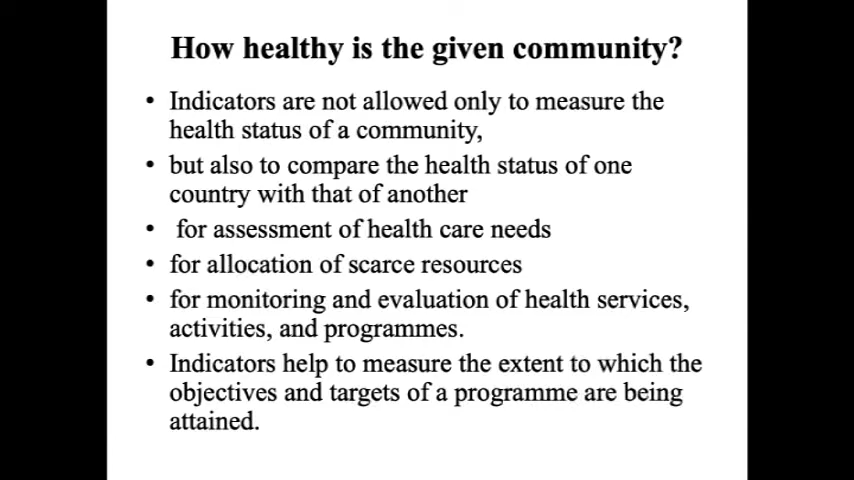 How healthy is the given community?
• Indicators are not allowed only to measure the
health status of a community,
• but also to compare the health status of one
country with that of another
• for assessment of health care needs
• for allocation of scarce resources
• for monitoring and evaluation of health services,
activities, and programmes.
• Indicators help to measure the extent to which the
objectives and targets of a programme are being
attained.